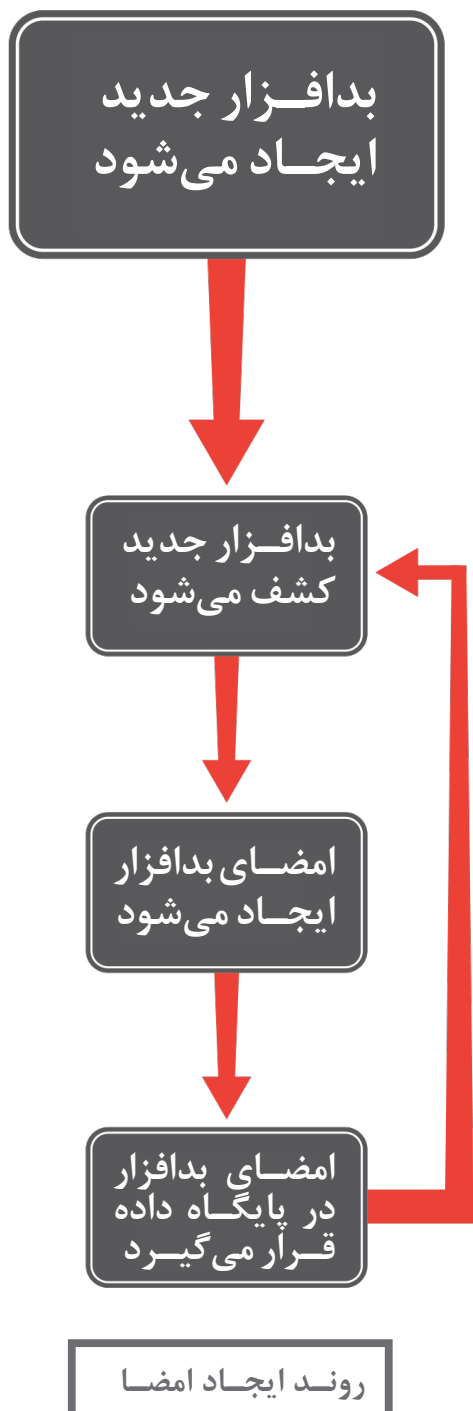 بدافزار جدید
ایجاد می‌شود
بدافزار جدید
کشف می‌شود
امضای بدافزار
ایجاد می‌شود
امضای بدافزار
در پایگاه داده
قرار می‌گیرد
روند ایجاد امضا